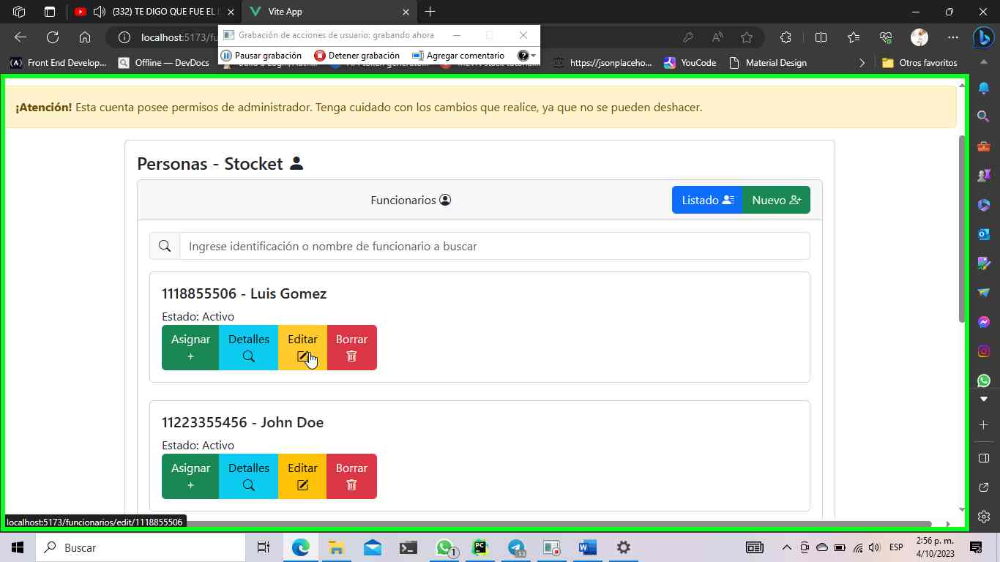 (332) TE DIGO QUE FUE EL
Vite App
localhost:5173/fu
Grabación de acciones de usuario: grabando ahora
Pausar grabación
Detener grabación
Agregar comentario
Front End Develop...
Offline — DevDocs
https://jsonplaceho...
YouCode
Material Design
Otros favoritos
¡Atención! Esta cuenta posee permisos de administrador. Tenga cuidado con los cambios que realice, ya que no se pueden deshacer.
Personas - Stocket
Funcionarios
Listado
Nuevo
Ingrese identificación o nombre de funcionario a buscar
1118855506 - Luis Gomez
Estado: Activo
Asignar
+
Detalles
Editar
Borrar
11223355456 - John Doe
Estado: Activo
Asignar
+
Detalles
Editar
Borrar
localhost:5173/funcionarios/edit/1118855506
Buscar
ESP
2:56 p. m.
4/10/2023